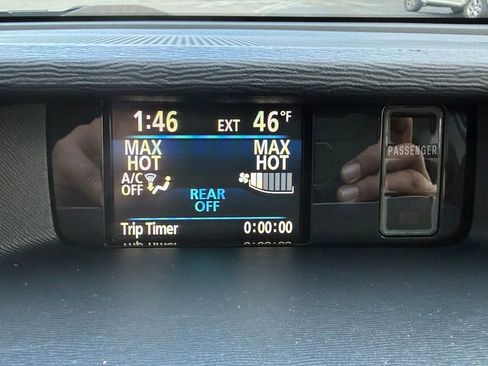 1:46 EXT 46°F
MAX MAX
HOT HOT
A/C
OFF
REAR
OFF
Trip Timer 0:00:00
PASSENGER